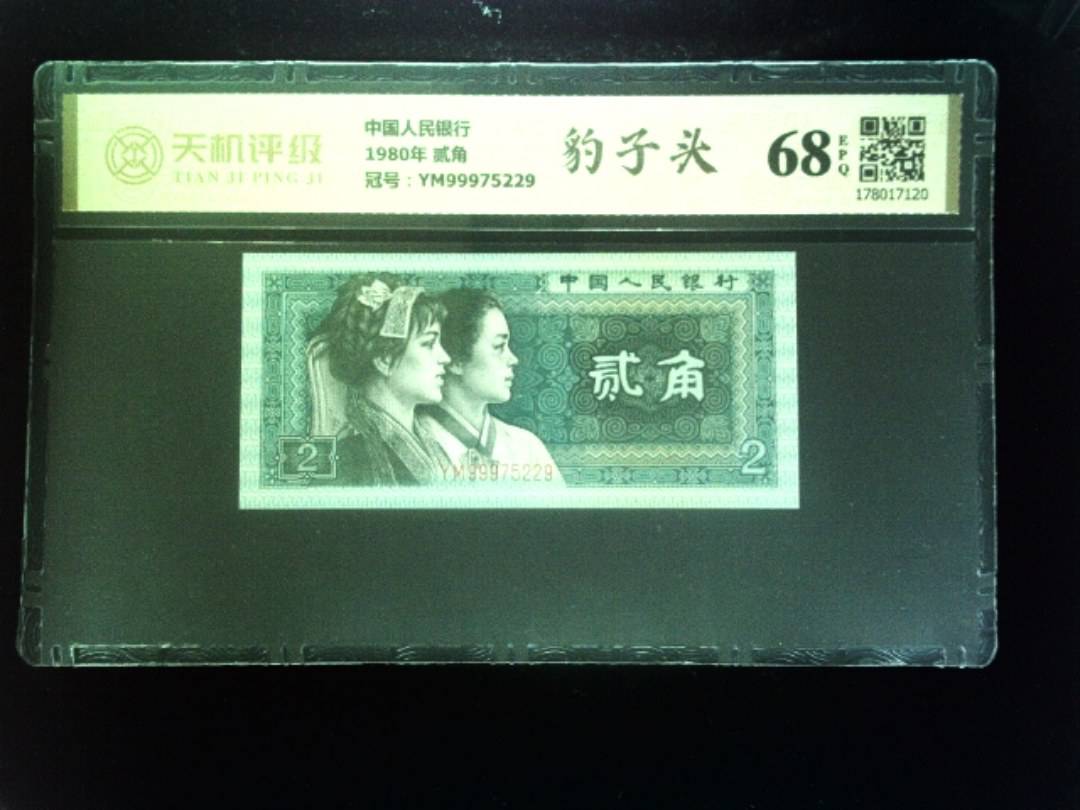 天机评级
TIAN JI PING JI
中国人民银行
1980年 贰角
冠号：YM99975229
豹子头
68
EPQ
178017120
中国人民银行
贰角
2
2
YM99975229